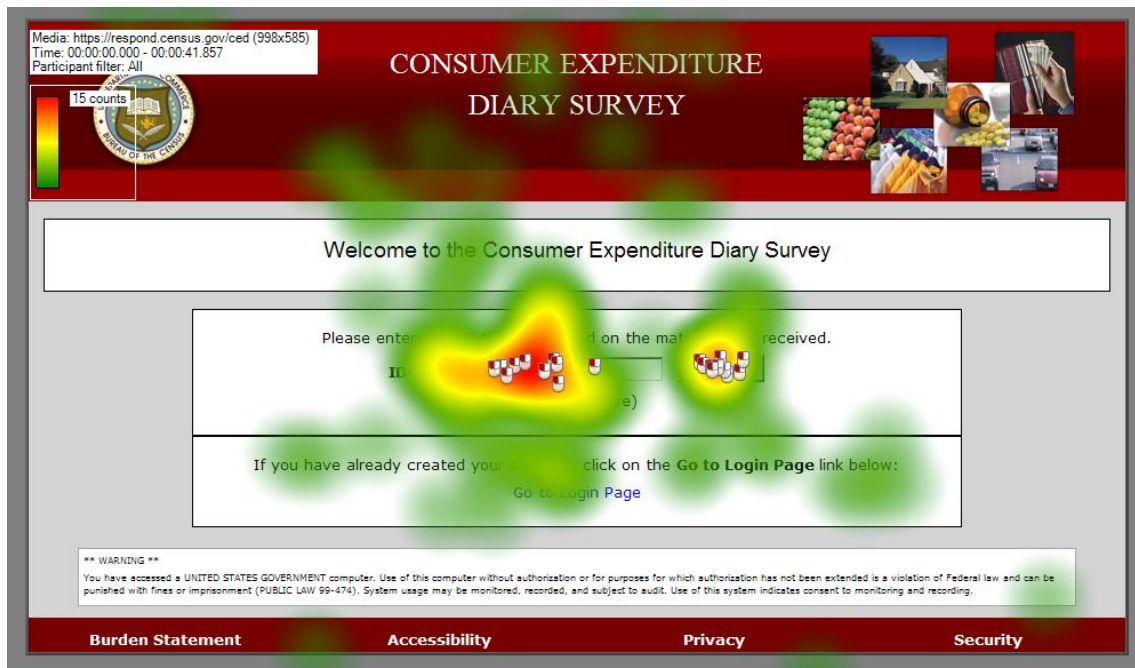 Media: https://respond.census.gov/ced (998x585)
Time: 00:00:00.000 - 00:00:41.857
Participant filter: All
15 counts
BUREAU OF THE CENSUS
CONSUMER EXPENDITURE
DIARY SURVEY
Welcome to the Consumer Expenditure Diary Survey
Please enter on the received.
ID
If you have already created your click on the Go to Login Page link below:
Go to Login Page
** WARNING **
You have accessed a UNITED STATES GOVERNMENT computer. Use of this computer without authorization or for purposes for which authorization has not been extended is a violation of Federal law and can be
punished with fines or imprisonment (PUBLIC LAW 99-474). System usage may be monitored, recorded, and subject to audit. Use of this system indicates consent to monitoring and recording.
Burden Statement Accessibility Privacy Security